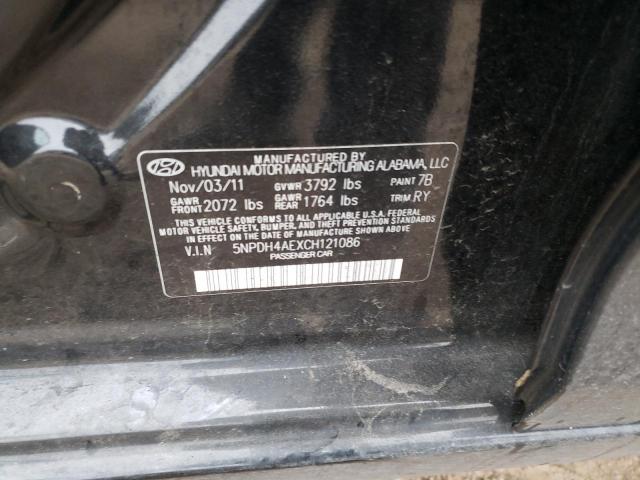 MANUFACTURED BY
HYUNDAI MOTOR MANUFACTURING ALABAMA, LLC
Nov/03/11 GVWR 3792 lbs PAINT 7B
GAWR FRONT 2072 lbs GAWR REAR 1764 lbs TRIM RY
THIS VEHICLE CONFORMS TO ALL APPLICABLE U.S.A. FEDERAL
MOTOR VEHICLE SAFETY, BUMPER, AND THEFT PREVENTION STANDARDS
IN EFFECT ON THE DATE OF MANUFACTURE SHOWN ABOVE.
V.I.N 5NPDH4AEXCH121086
PASSENGER CAR